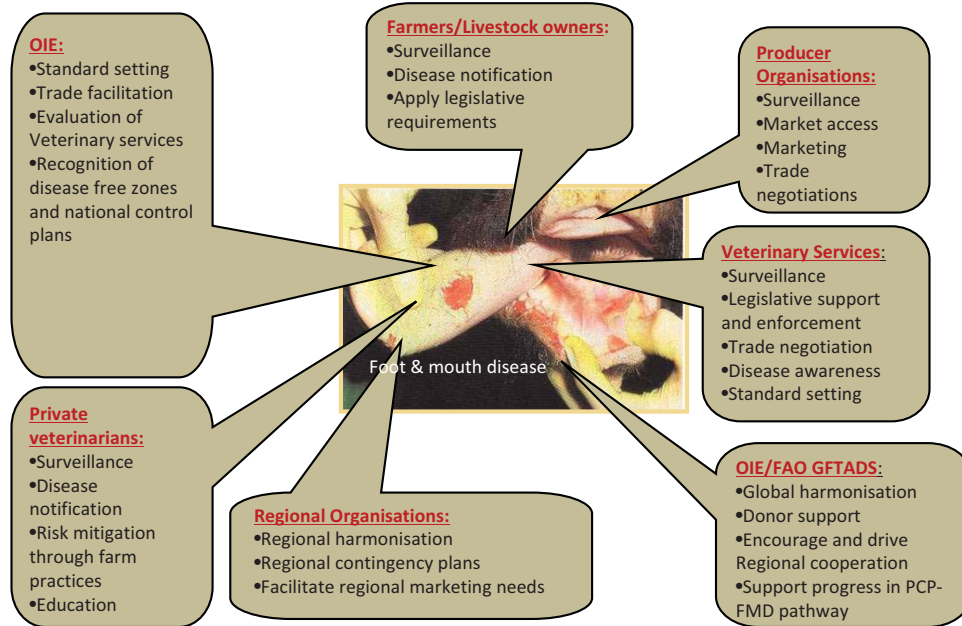 OIE:
•Standard setting
•Trade facilitation
•Evaluation of
Veterinary services
•Recognition of
disease free zones
and national control
plans
Farmers/Livestock owners:
•Surveillance
•Disease notification
•Apply legislative
requirements
Producer
Organisations:
•Surveillance
•Market access
•Marketing
•Trade
negotiations
Veterinary Services:
•Surveillance
•Legislative support
and enforcement
•Trade negotiation
•Disease awareness
•Standard setting
Foot & mouth disease
Private
veterinarians:
•Surveillance
•Disease
notification
•Risk mitigation
through farm
practices
•Education
Regional Organisations:
•Regional harmonisation
•Regional contingency plans
•Facilitate regional marketing needs
OIE/FAO GFTADS:
•Global harmonisation
•Donor support
•Encourage and drive
Regional cooperation
•Support progress in PCP-
FMD pathway